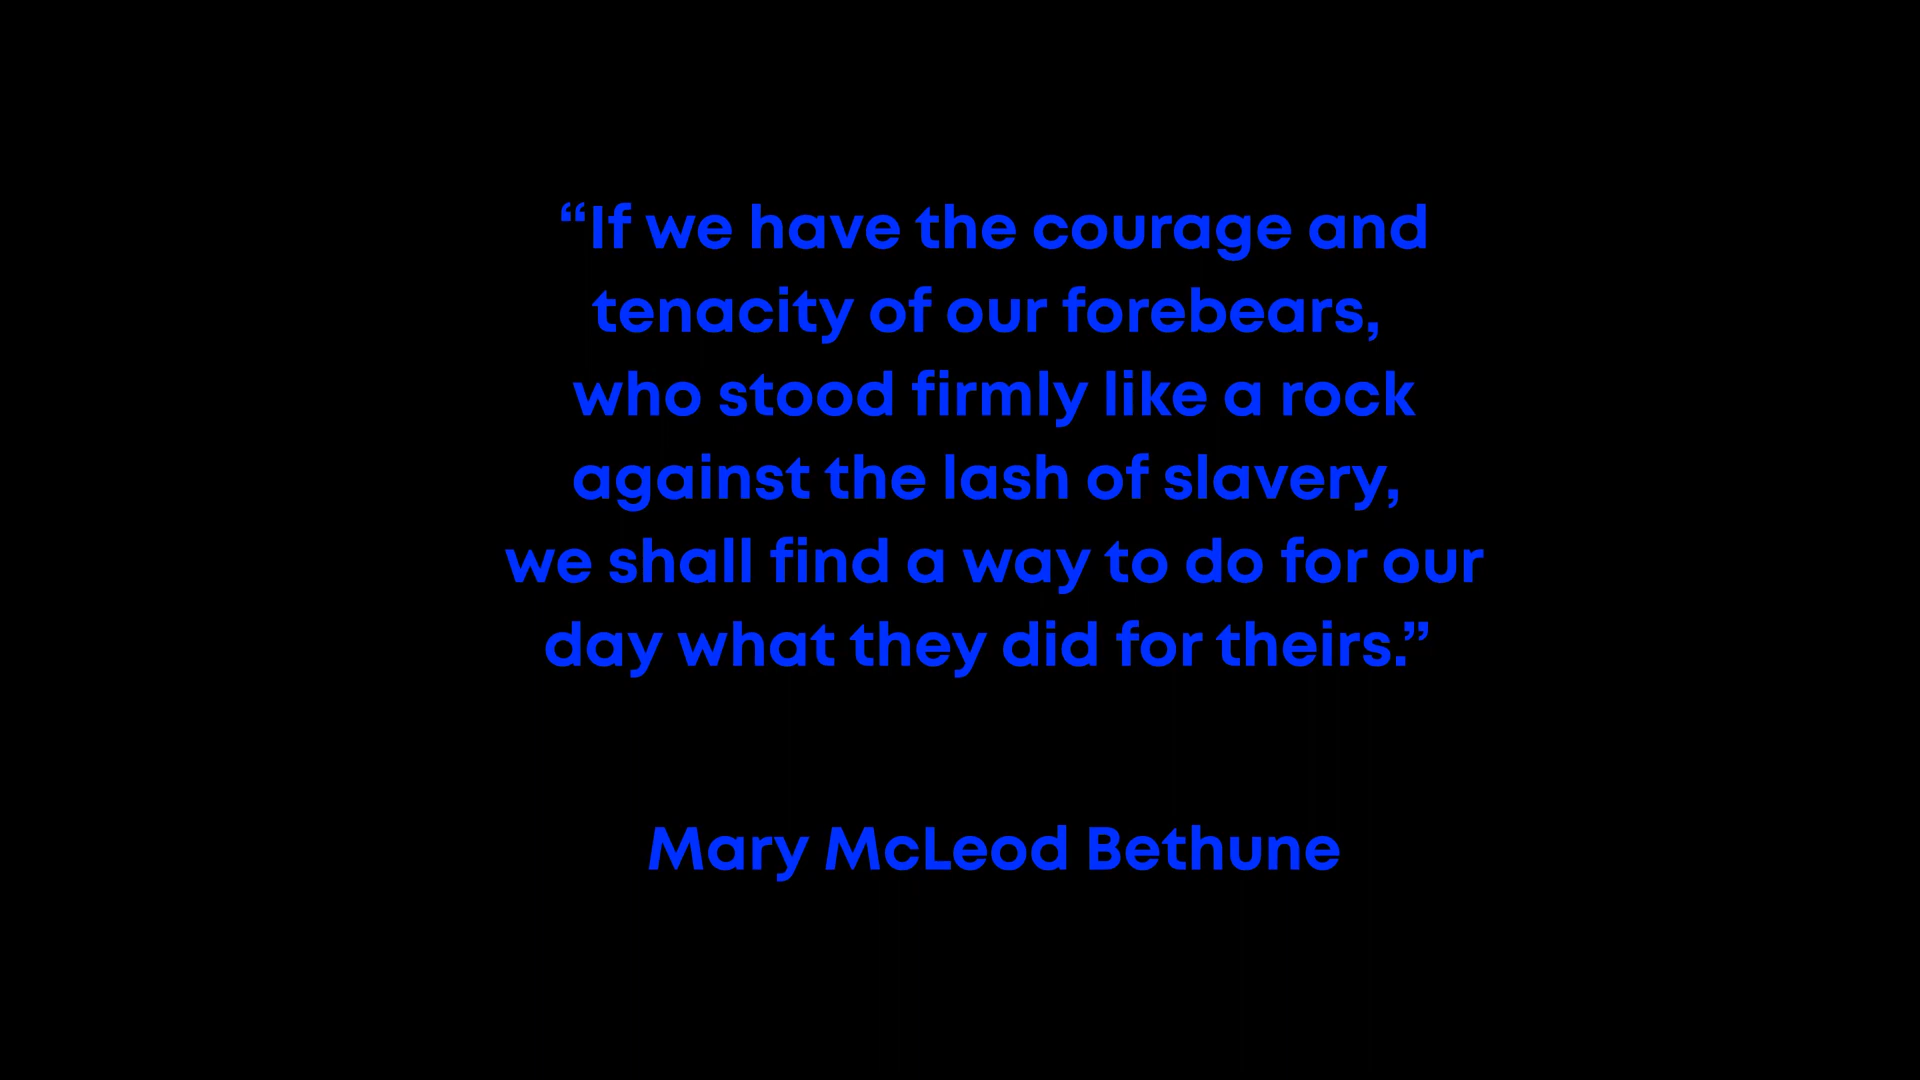 “If we have the courage and
tenacity of our forebears,
who stood firmly like a rock
against the lash of slavery,
we shall find a way to do for our
day what they did for theirs.”
Mary McLeod Bethune